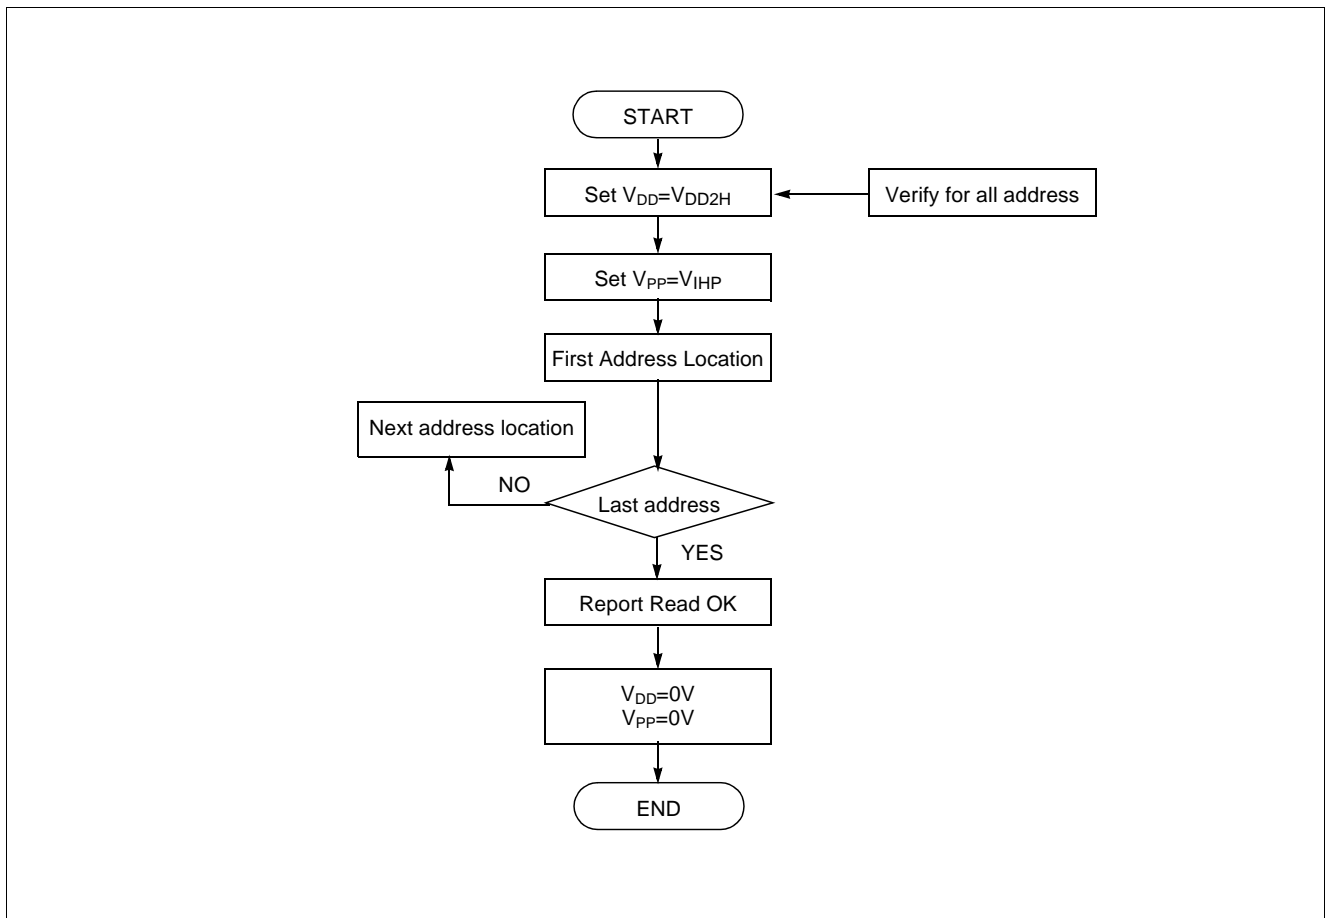 START
Set VDD=VDD2H
Verify for all address
Set VPP=VIHP
First Address Location
Next address location
NO
Last address
YES
Report Read OK
VDD=0V
VPP=0V
END